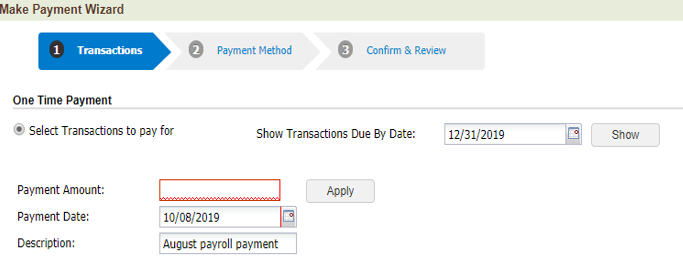 Make Payment Wizard
1 Transactions 2 Payment Method 3 Confirm & Review
One Time Payment
Select Transactions to pay for Show Transactions Due By Date: 12/31/2019 Show
Payment Amount: Apply
Payment Date: 10/08/2019
Description: August payroll payment